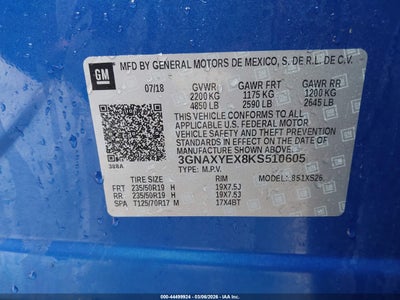 GM
MFD BY GENERAL MOTORS DE MEXICO, S. DE R.L. DE C.V.
07/18 GVWR GAWR FRT GAWR RR
2200 KG 1175 KG 1200 KG
4850 LB 2590 LB 2645 LB
THIS VEHICLE CONFORMS TO ALL APPLICABLE U.S. FEDERAL
MOTOR VEHICLE SAFETY, BUMPER, AND THEFT PREVENTION
STANDARDS IN EFFECT ON THE DATE OF MANUFACTURE
SHOWN ABOVE.
3GNAXYEX8KS510605
TYPE: M.P.V.
TIRE SIZE RIM MODEL:
FRT 235/50R19 H 19X7.5J
RR 235/50R19 H 19X7.5J
SPA T125/70R17 M 17X4BT
000-44499924 - 03/06/2026 - IAAI.COM